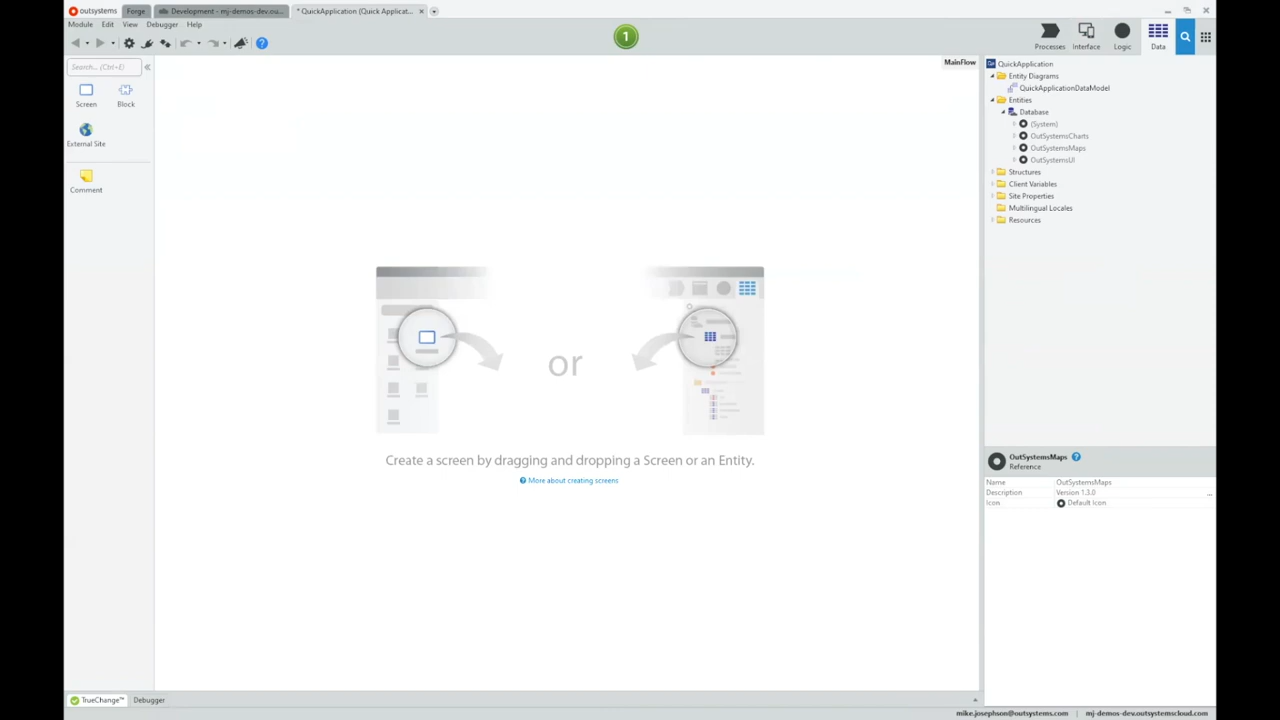 outsystems Forge Development - mj-demos-dev.ou... * QuickApplication (Quick Applicat...
Module Edit View Debugger Help
1
Processes Interface Logic Data
Search... (Ctrl+E)
Screen Block
External Site
Comment
MainFlow
or
Create a screen by dragging and dropping a Screen or an Entity.
More about creating screens
QuickApplication
Entity Diagrams
QuickApplicationDataModel
Entities
Database
(System)
OutSystemsCharts
OutSystemsMaps
OutSystemsUI
Structures
Client Variables
Site Properties
Multilingual Locales
Resources
OutSystemsMaps
Reference
Name OutSystemsMaps
Description Version 1.3.0 ...
Icon Default Icon
TrueChange™ Debugger
mike.josephson@outsystems.com | mj-demos-dev.outsystemscloud.com